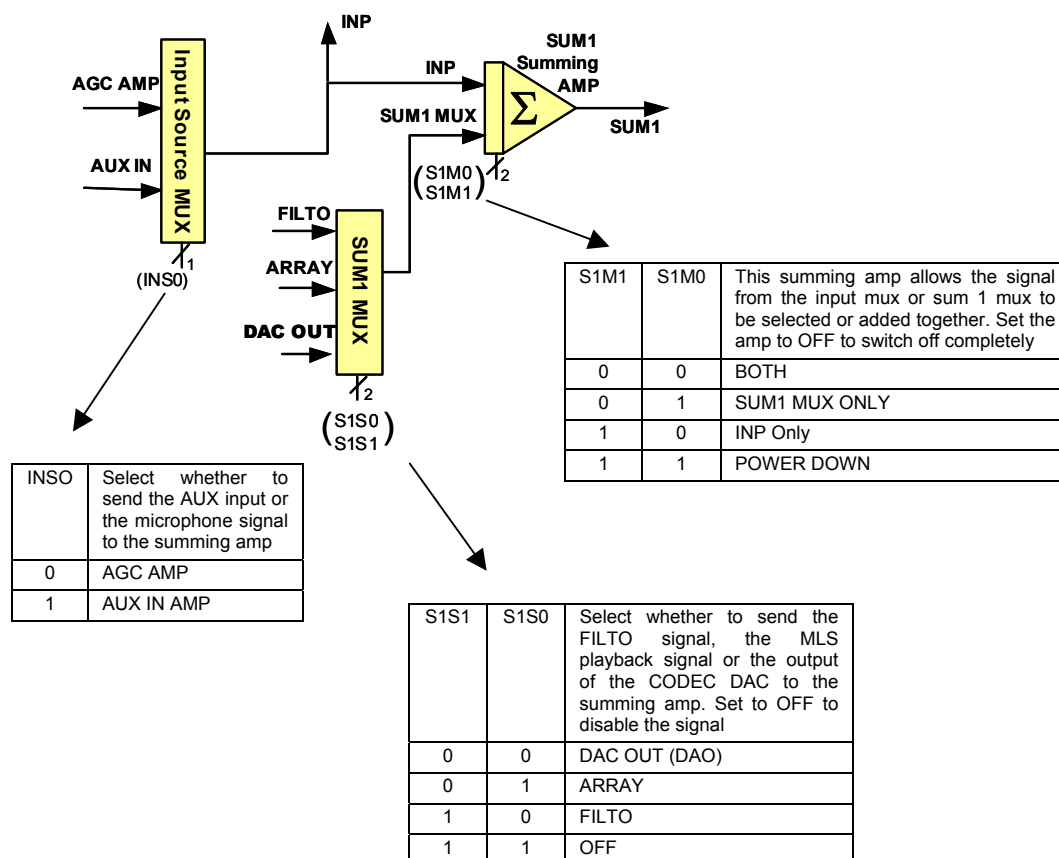 INP
Input Source MUX
AGC AMP
AUX IN
1
(INS0)
INP
SUM1 MUX
SUM1
Summing
AMP
Σ
SUM1
(S1M0
S1M1)
2
FILTO
ARRAY
DAC OUT
SUM1 MUX
2
(S1S0
S1S1)
S1M1 S1M0 This summing amp allows the signal
from the input mux or sum 1 mux to
be selected or added together. Set the
amp to OFF to switch off completely
0 0 BOTH
0 1 SUM1 MUX ONLY
1 0 INP Only
1 1 POWER DOWN
INSO Select whether to
send the AUX input or
the microphone signal
to the summing amp
0 AGC AMP
1 AUX IN AMP
S1S1 S1S0 Select whether to send the
FILTO signal, the MLS
playback signal or the output
of the CODEC DAC to the
summing amp. Set to OFF to
disable the signal
0 0 DAC OUT (DAO)
0 1 ARRAY
1 0 FILTO
1 1 OFF